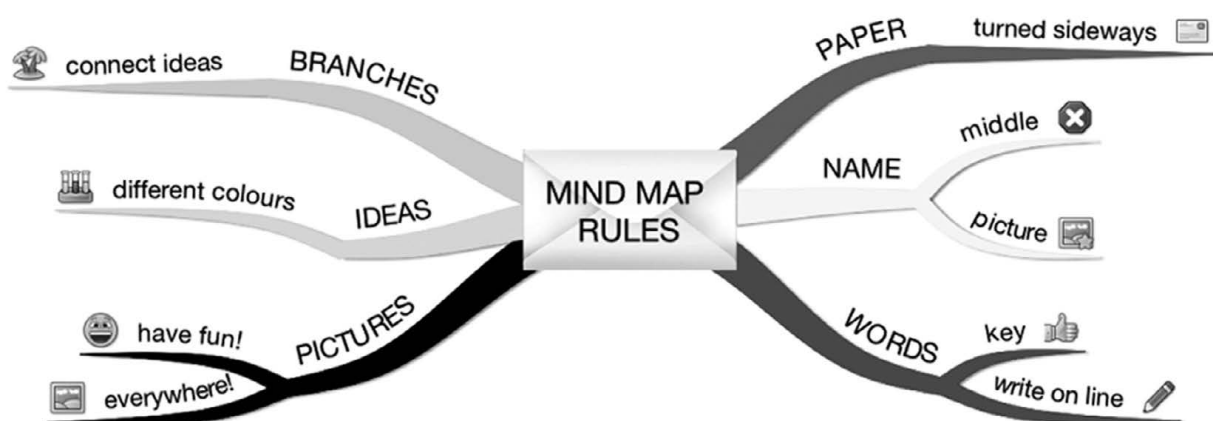 MIND MAP
RULES
PAPER
turned sideways
NAME
middle
picture
WORDS
key
write on line
BRANCHES
connect ideas
IDEAS
different colours
PICTURES
have fun!
everywhere!